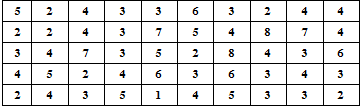 5 2 4 3 3 6 3 2 4 4
2 2 4 3 7 5 4 8 7 4
3 4 7 3 5 2 8 4 3 6
4 5 2 4 6 3 6 3 4 3
2 4 3 5 1 4 5 3 3 2